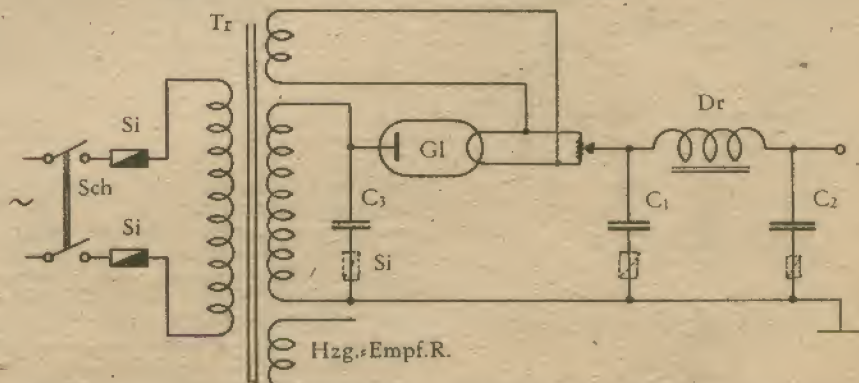 Tr
Si
Sch
~
Si
Gl
C₃
Si
Dr
C₁
C₂
Hzg.=Empf.R.